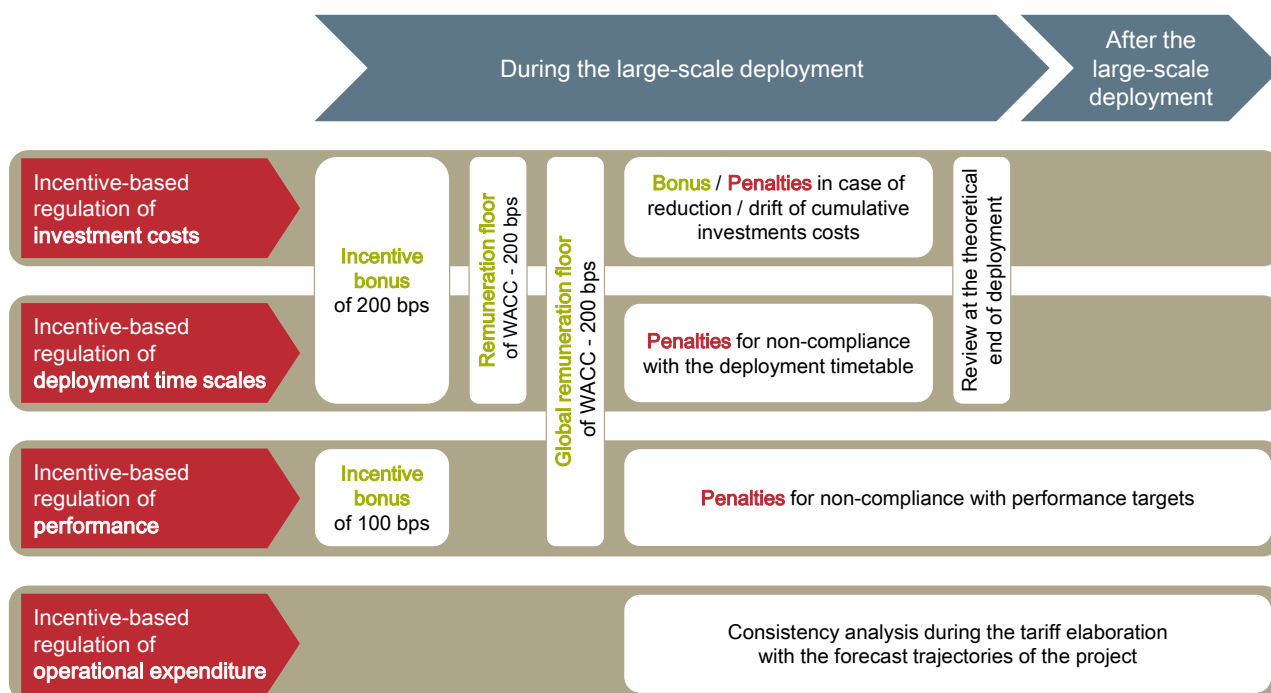 During the large-scale deployment
After the
large-scale
deployment
Incentive-based
regulation of
investment costs
Incentive
bonus
of 200 bps
Remuneration floor
of WACC - 200 bps
Global remuneration floor
of WACC - 200 bps
Bonus / Penalties in case of
reduction / drift of cumulative
investments costs
Review at the theoretical
end of deployment
Incentive-based
regulation of
deployment time scales
Penalties for non-compliance
with the deployment timetable
Incentive-based
regulation of
performance
Incentive
bonus
of 100 bps
Penalties for non-compliance with performance targets
Incentive-based
regulation of
operational expenditure
Consistency analysis during the tariff elaboration
with the forecast trajectories of the project